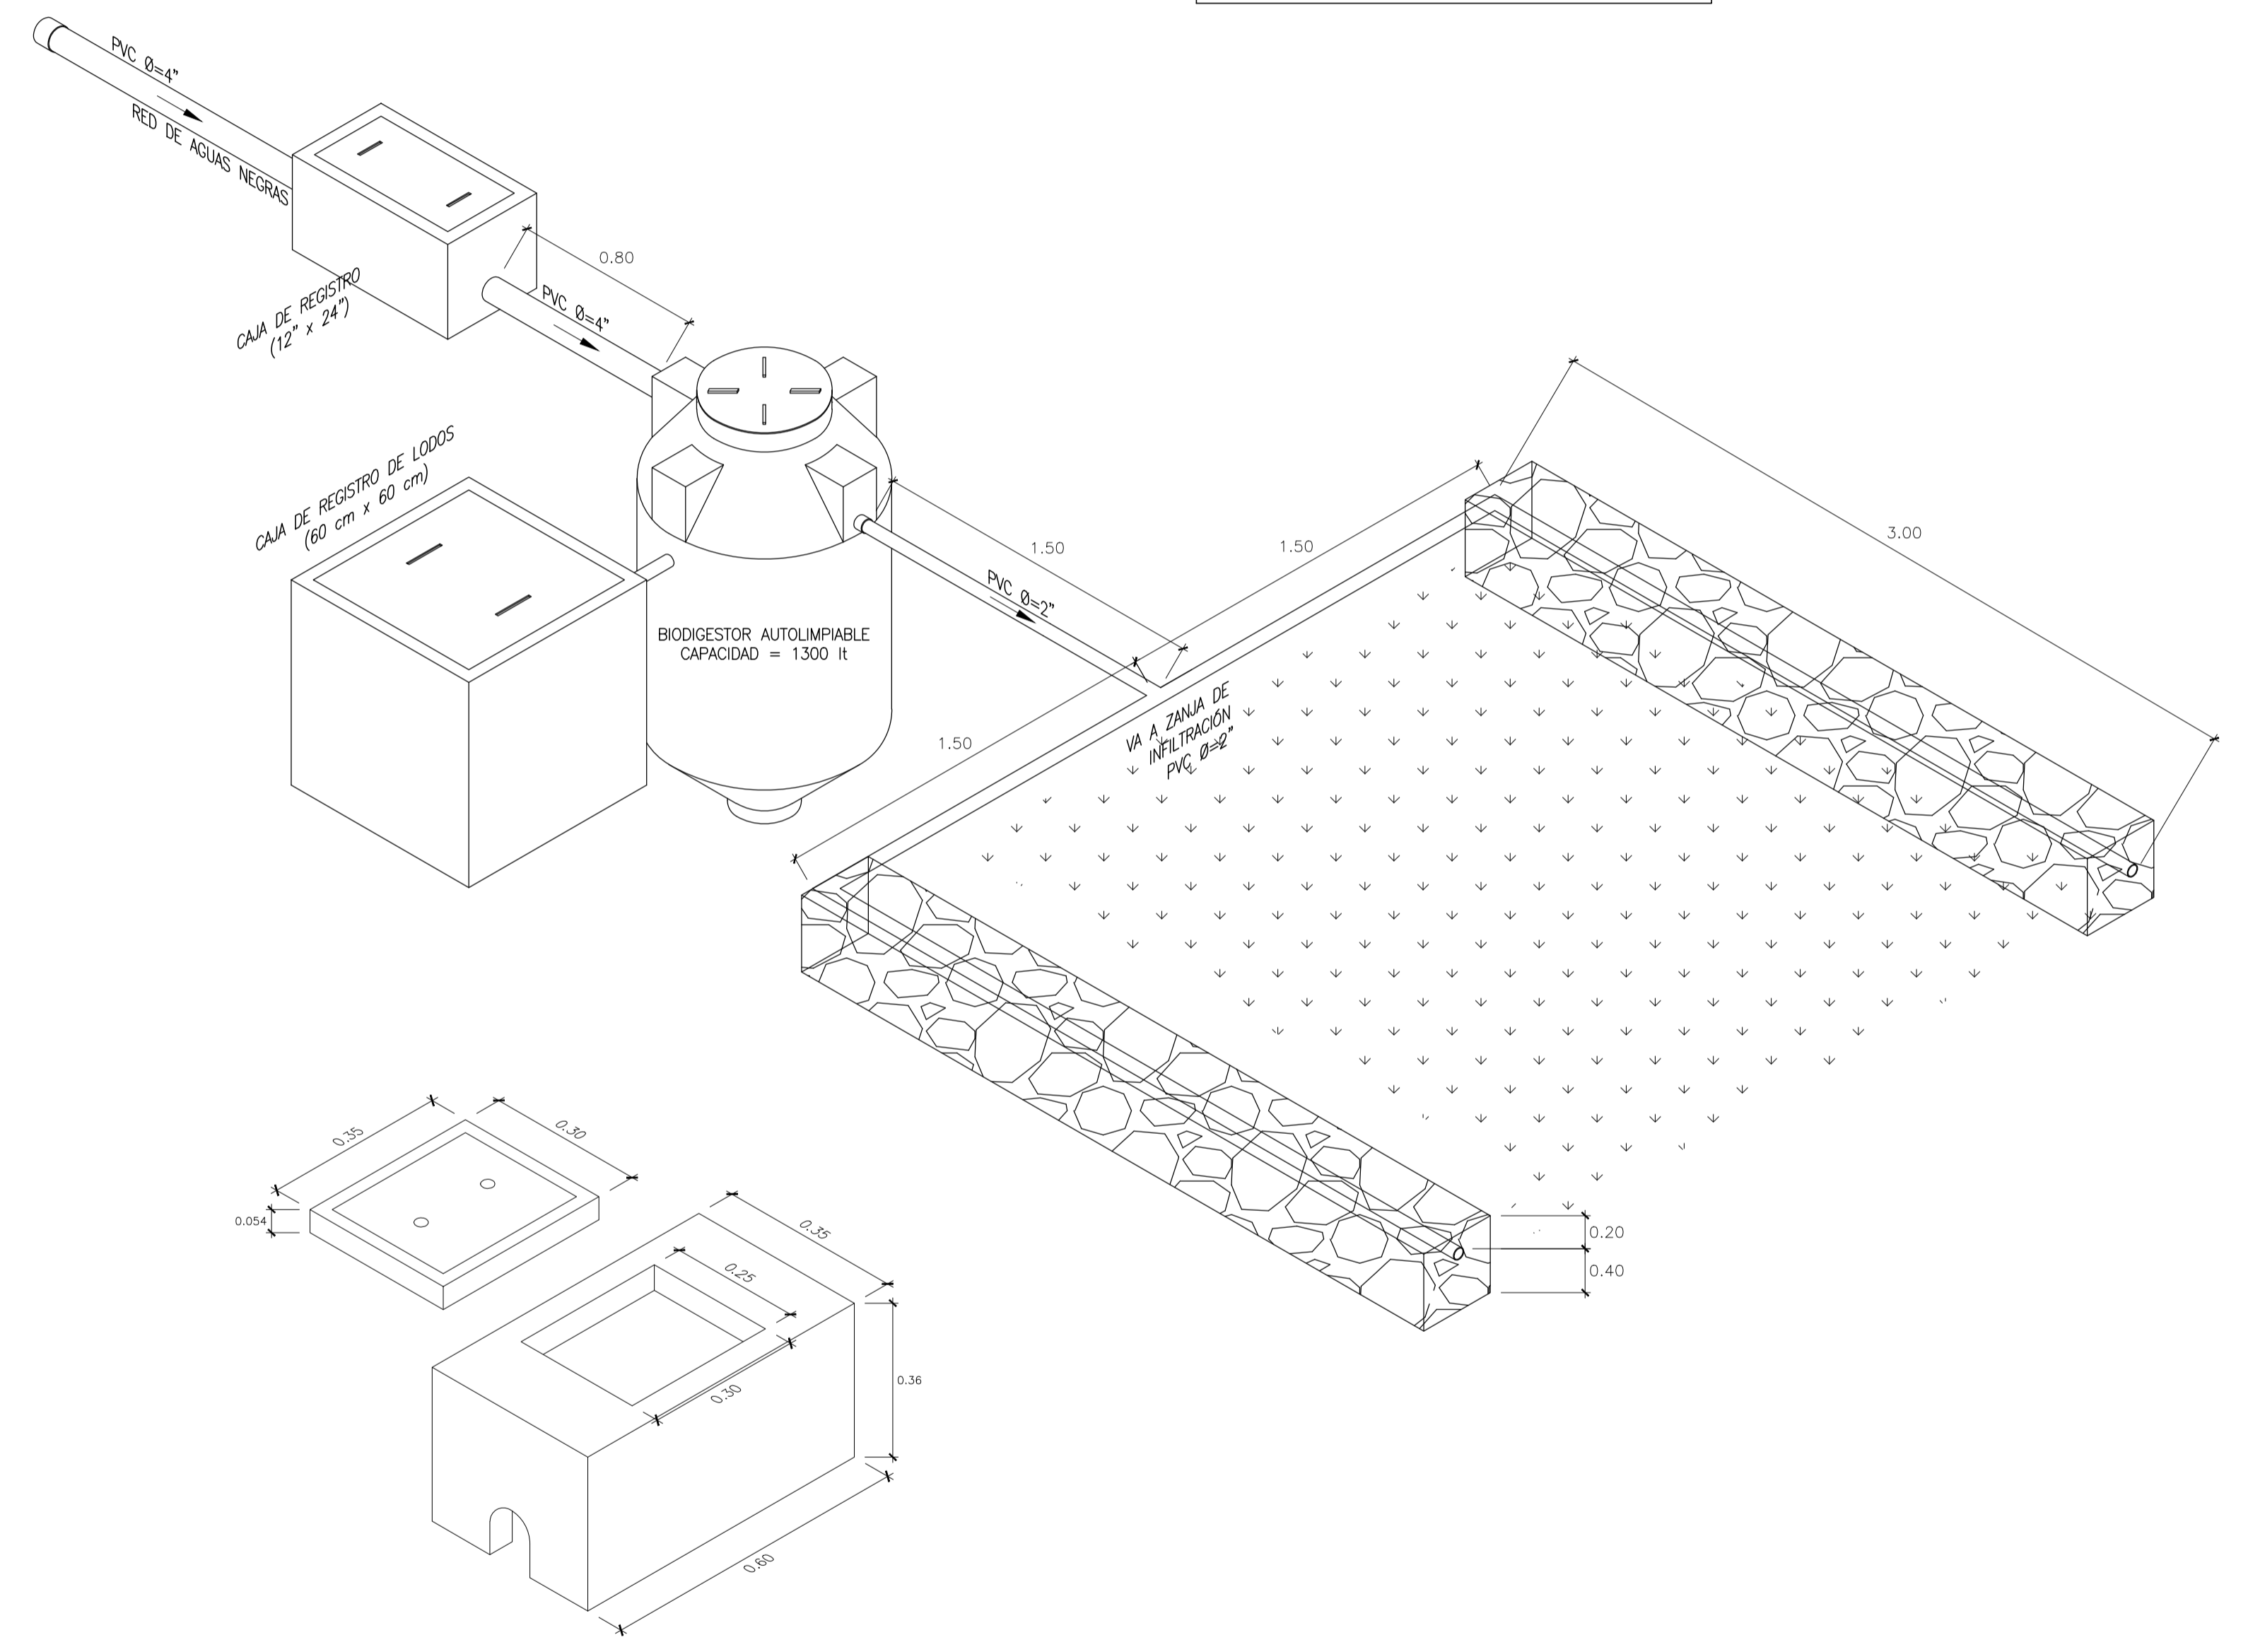 PVC Ø=4"
RED DE AGUAS NEGRAS
CAJA DE REGISTRO
(12" x 24")
0.80
PVC Ø=4"
CAJA DE REGISTRO DE LODOS
(60 cm x 60 cm)
BIODIGESTOR AUTOLIMPIABLE
CAPACIDAD = 1300 lt
1.50
PVC Ø=2"
1.50
3.00
1.50
VA A ZANJA DE
INFILTRACIÓN
PVC Ø=2"
0.20
0.40
0.35
0.30
0.054
0.35
0.25
0.30
0.36
0.60